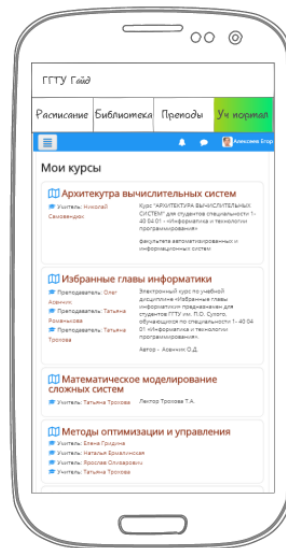 ГГТУ Гайд
Расписание Библиотека Преподы Уч портал
Алексеев Егор
Мои курсы
Архитектура вычислительных систем
Учитель: Николай Самовендюк
Курс "АРХИТЕКТУРА ВЫЧИСЛИТЕЛЬНЫХ
СИСТЕМ" для студентов специальности 1-
40 04 01 - «Информатика и технологии
программирования»
факультета автоматизированных и
информационных систем
Избранные главы информатики
Преподаватель: Олег
Асенчик
Преподаватель: Татьяна
Романькова
Преподаватель: Татьяна
Трохова
Электронный курс по учебной
дисциплине «Избранные главы
информатики» предназначен для
студентов ГГТУ им. П.О. Сухого,
обучающихся по специальности 1- 40 04
01 «Информатика и технологии
программирования».
Автор - Асенчик О.Д.
Математическое моделирование
сложных систем
Учитель: Татьяна Трохова
Лектор Трохова Т.А.
Методы оптимизации и управления
Учитель: Елена Гридина
Учитель: Наталья Ермалинская
Учитель: Ярослав Оликарович
Учитель: Татьяна Трохова